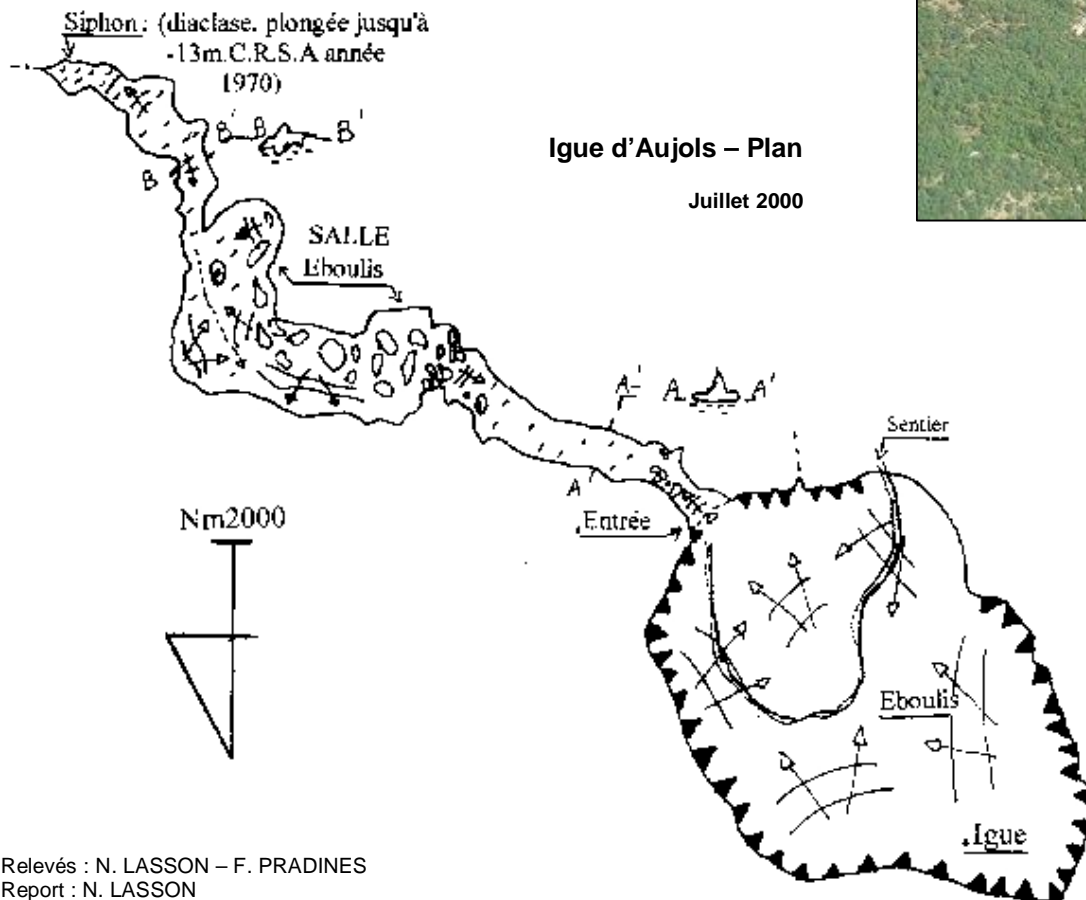 Siphon : (diaclase. plongée jusqu'à
-13m.C.R.S.A année
1970)
B' B B'
B
Igue d'Aujols – Plan
Juillet 2000
SALLE
Eboulis
A' A A'
Sentier
A
Entrée
Nm2000
Eboulis
.Igue
Relevés : N. LASSON – F. PRADINES
Report : N. LASSON